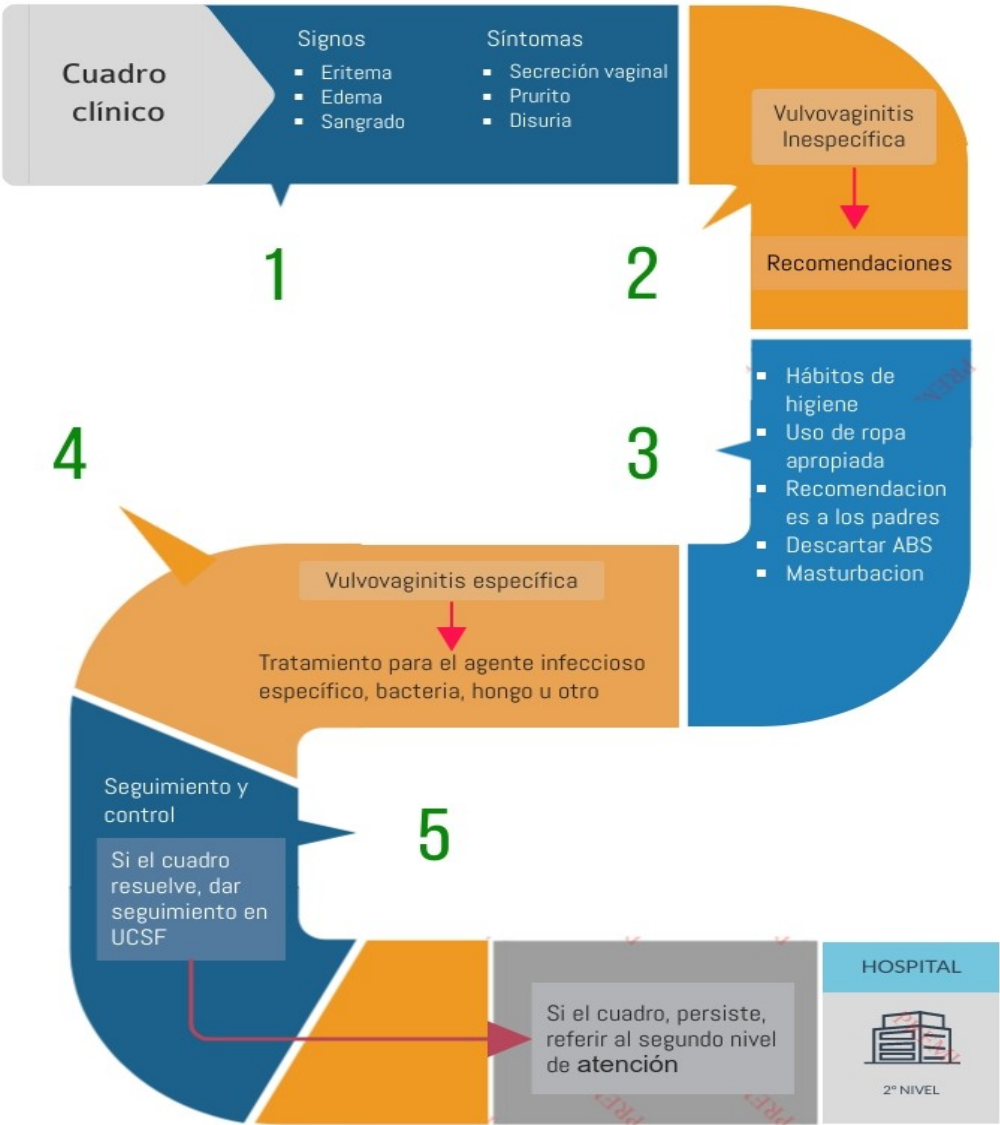 Cuadro
clínico
Signos
▪ Eritema
▪ Edema
▪ Sangrado
Síntomas
▪ Secreción vaginal
▪ Prurito
▪ Disuria
1
2
Vulvovaginitis
Inespecífica
Recomendaciones
3
▪ Hábitos de
higiene
▪ Uso de ropa
apropiada
▪ Recomendacion
es a los padres
▪ Descartar ABS
▪ Masturbacion
4
Vulvovaginitis específica
Tratamiento para el agente infeccioso
específico, bacteria, hongo u otro
5
Seguimiento y
control
Si el cuadro
resuelve, dar
seguimiento en
UCSF
Si el cuadro, persiste,
referir al segundo nivel
de atención
HOSPITAL
2º NIVEL